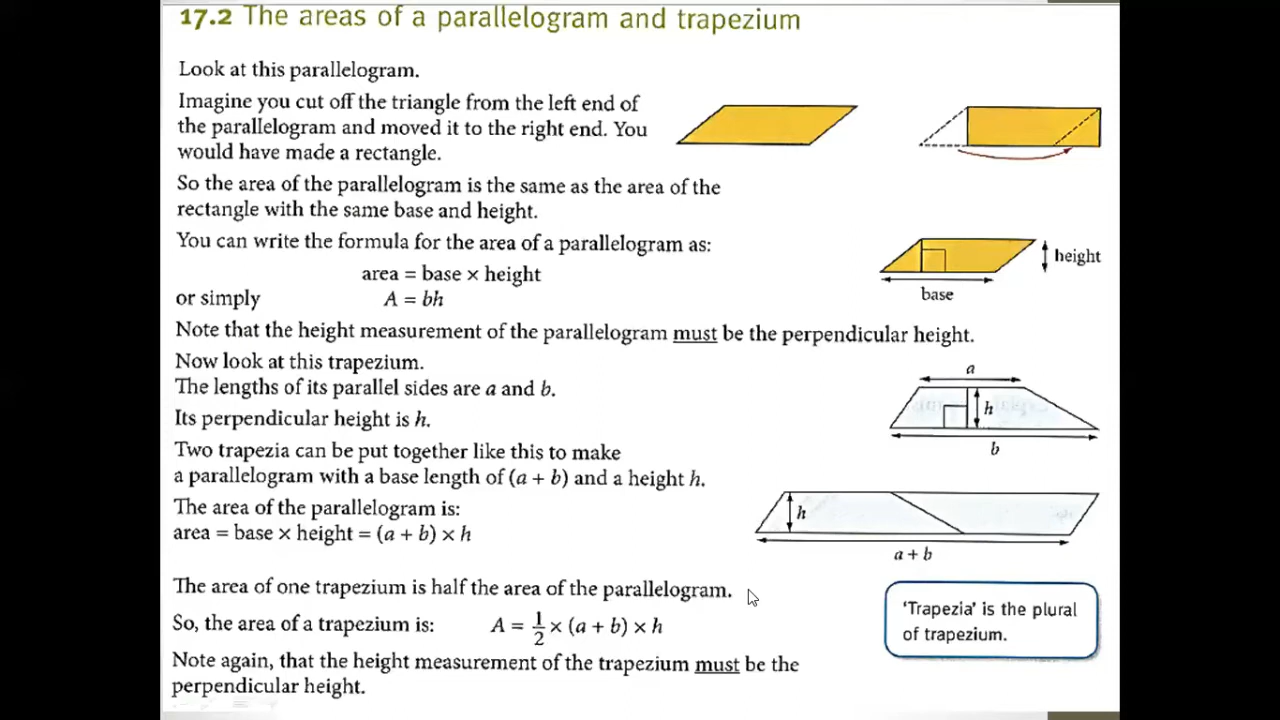 17.2 The areas of a parallelogram and trapezium
Look at this parallelogram.
Imagine you cut off the triangle from the left end of
the parallelogram and moved it to the right end. You
would have made a rectangle.
So the area of the parallelogram is the same as the area of the
rectangle with the same base and height.
You can write the formula for the area of a parallelogram as:
area = base × height
or simply A = bh
height
base
Note that the height measurement of the parallelogram must be the perpendicular height.
Now look at this trapezium.
The lengths of its parallel sides are a and b.
Its perpendicular height is h.
a
h
b
Two trapezia can be put together like this to make
a parallelogram with a base length of (a + b) and a height h.
The area of the parallelogram is:
area = base × height = (a + b) × h
h
a + b
The area of one trapezium is half the area of the parallelogram.
So, the area of a trapezium is: A = 1/2 × (a + b) × h
'Trapezia' is the plural
of trapezium.
Note again, that the height measurement of the trapezium must be the
perpendicular height.